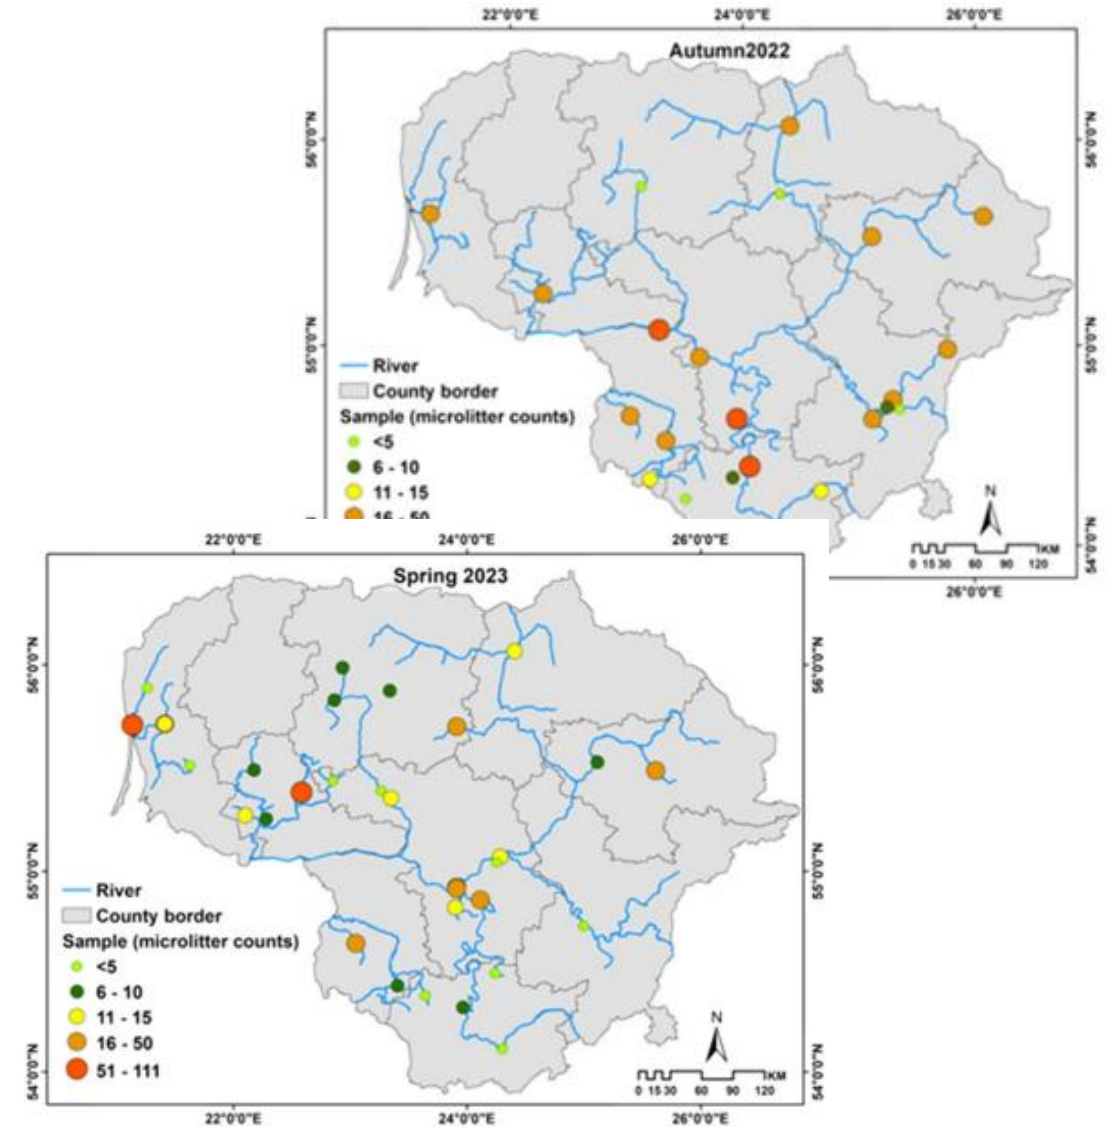 22°0'0"E 24°0'0"E 26°0'0"E
Autumn2022
56°0'0"N
55°0'0"N 55°0'0"N
River
County border
Sample (microlitter counts)
<5
6 - 10
11 - 15
16 - 50
N
KM
0 15 30 60 90 120
54°0'0"N
26°0'0"E
22°0'0"E 24°0'0"E 26°0'0"E
Spring 2023
56°0'0"N 56°0'0"N
55°0'0"N 55°0'0"N
River
County border
Sample (microlitter counts)
<5
6 - 10
11 - 15
16 - 50
51 - 111
N
KM
0 15 30 60 90 120
54°0'0"N 54°0'0"N
22°0'0"E 24°0'0"E 26°0'0"E